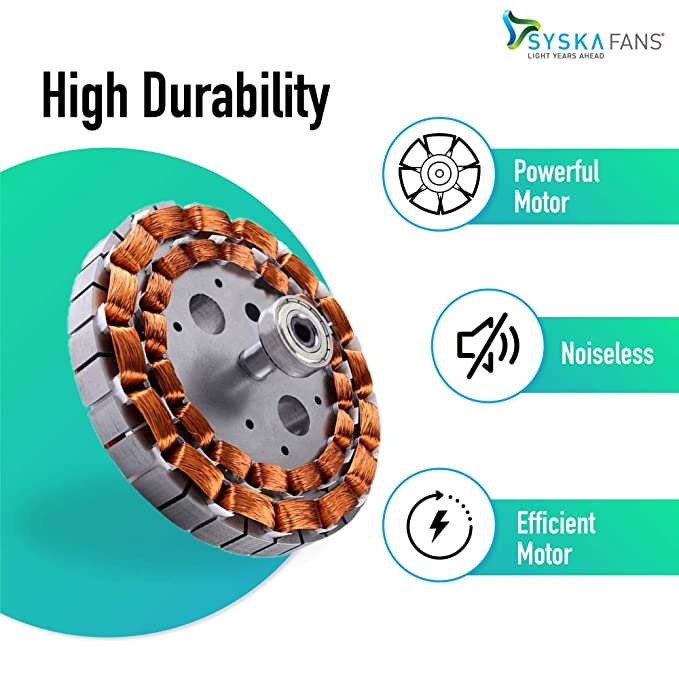 SYSKA FANS®
LIGHT YEARS AHEAD
High Durability
Powerful
Motor
Noiseless
Efficient
Motor